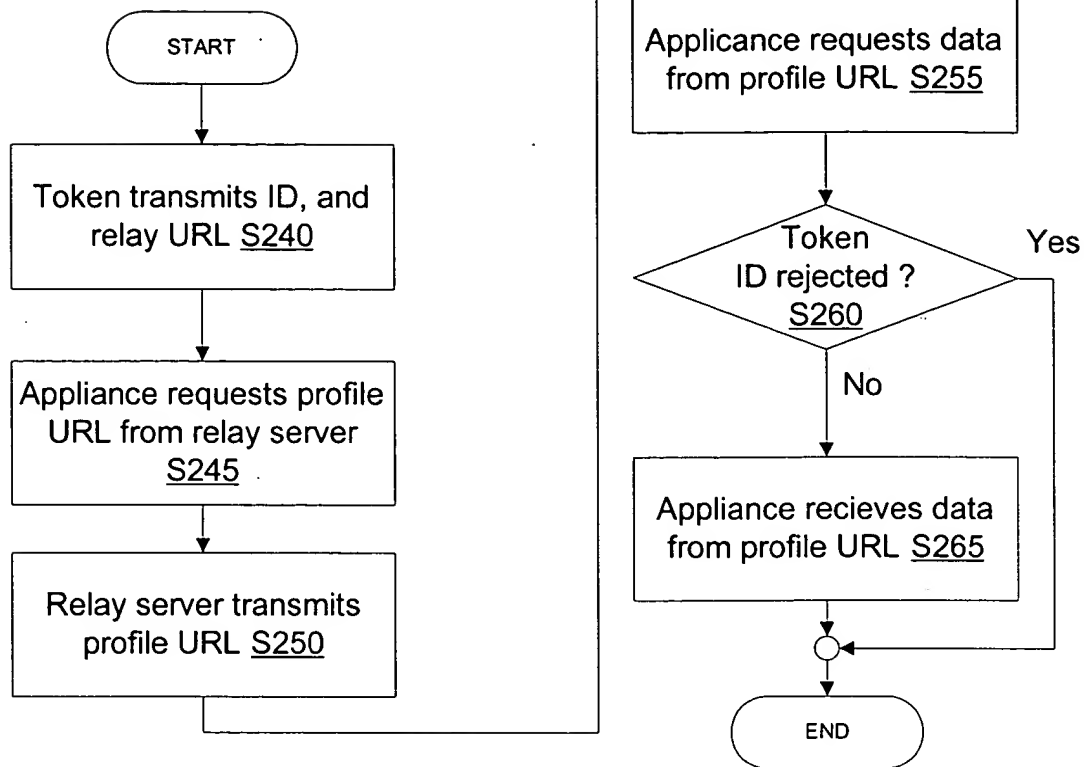 START
Token transmits ID, and
relay URL S240
Appliance requests profile
URL from relay server
S245
Relay server transmits
profile URL S250
Applicance requests data
from profile URL S255
Token
ID rejected ?
S260
Yes
No
Appliance recieves data
from profile URL S265
END